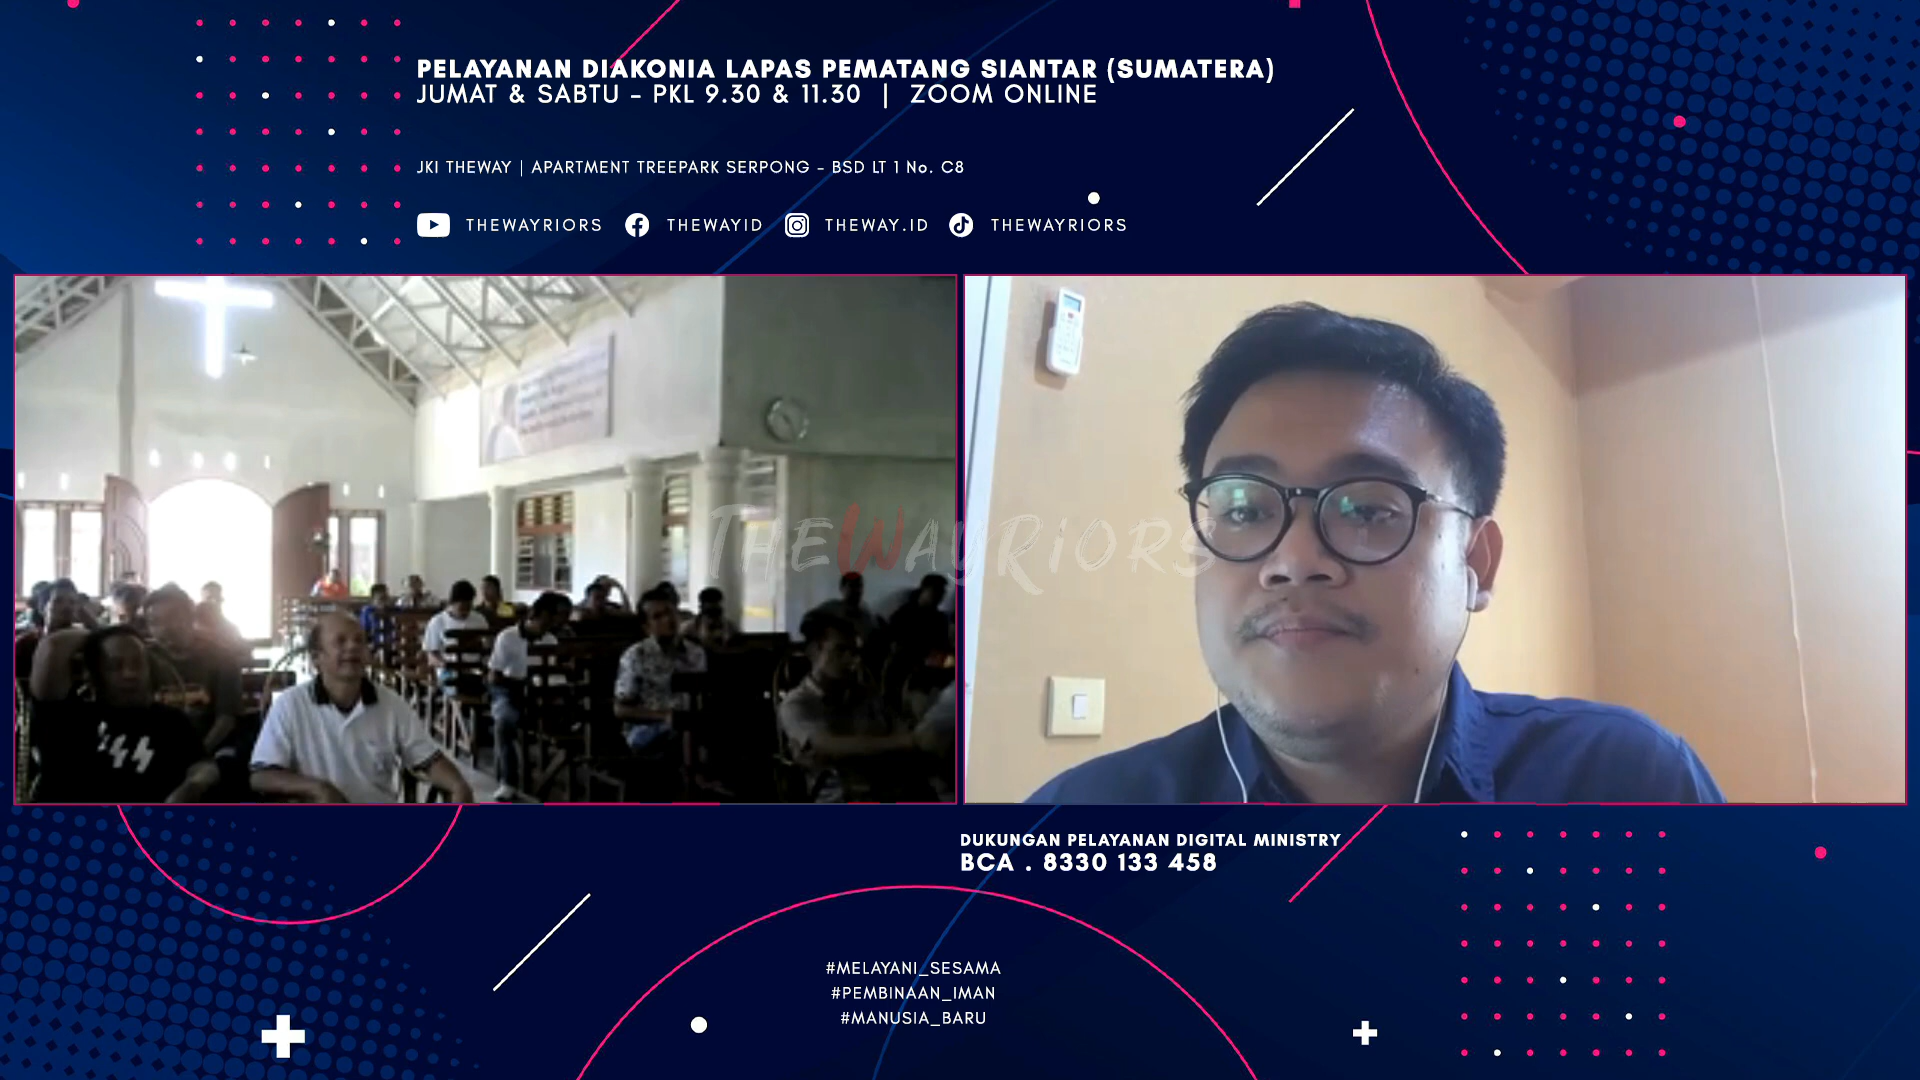 PELAYANAN DIAKONIA LAPAS PEMATANG SIANTAR (SUMATERA)
JUMAT & SABTU - PKL 9.30 & 11.30 | ZOOM ONLINE
JKI THEWAY | APARTMENT TREEPARK SERPONG - BSD LT 1 No. C8
THEWAYRIORS THEWAYID THEWAY.ID THEWAYRIORS
THEWAYRIORS
DUKUNGAN PELAYANAN DIGITAL MINISTRY
BCA . 8330 133 458
#MELAYANI_SESAMA
#PEMBINAAN_IMAN
#MANUSIA_BARU